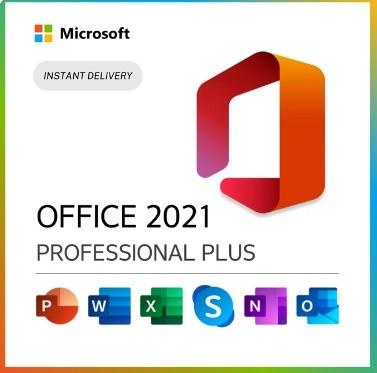 Microsoft
INSTANT DELIVERY
OFFICE 2021
PROFESSIONAL PLUS
P W X S N O